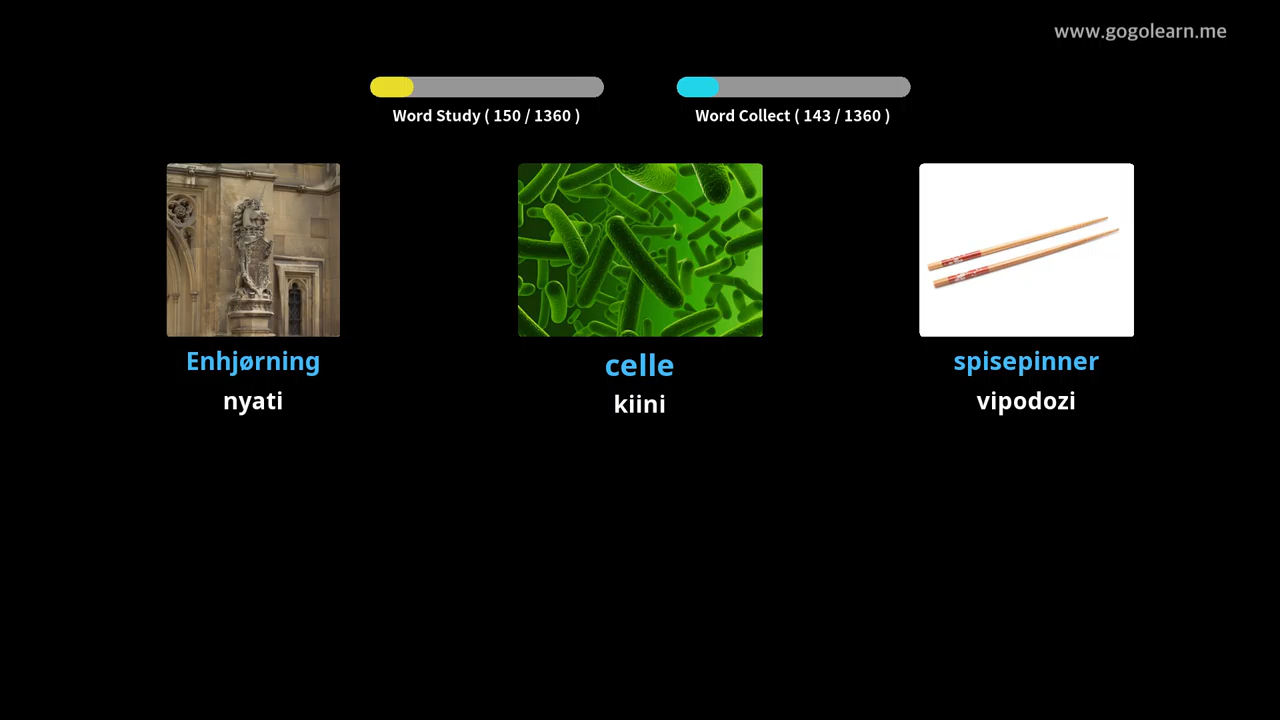 www.gogolearn.me
Word Study ( 150 / 1360 )
Word Collect ( 143 / 1360 )
Enhjørning
celle
spisepinner
nyati
kiini
vipodozi